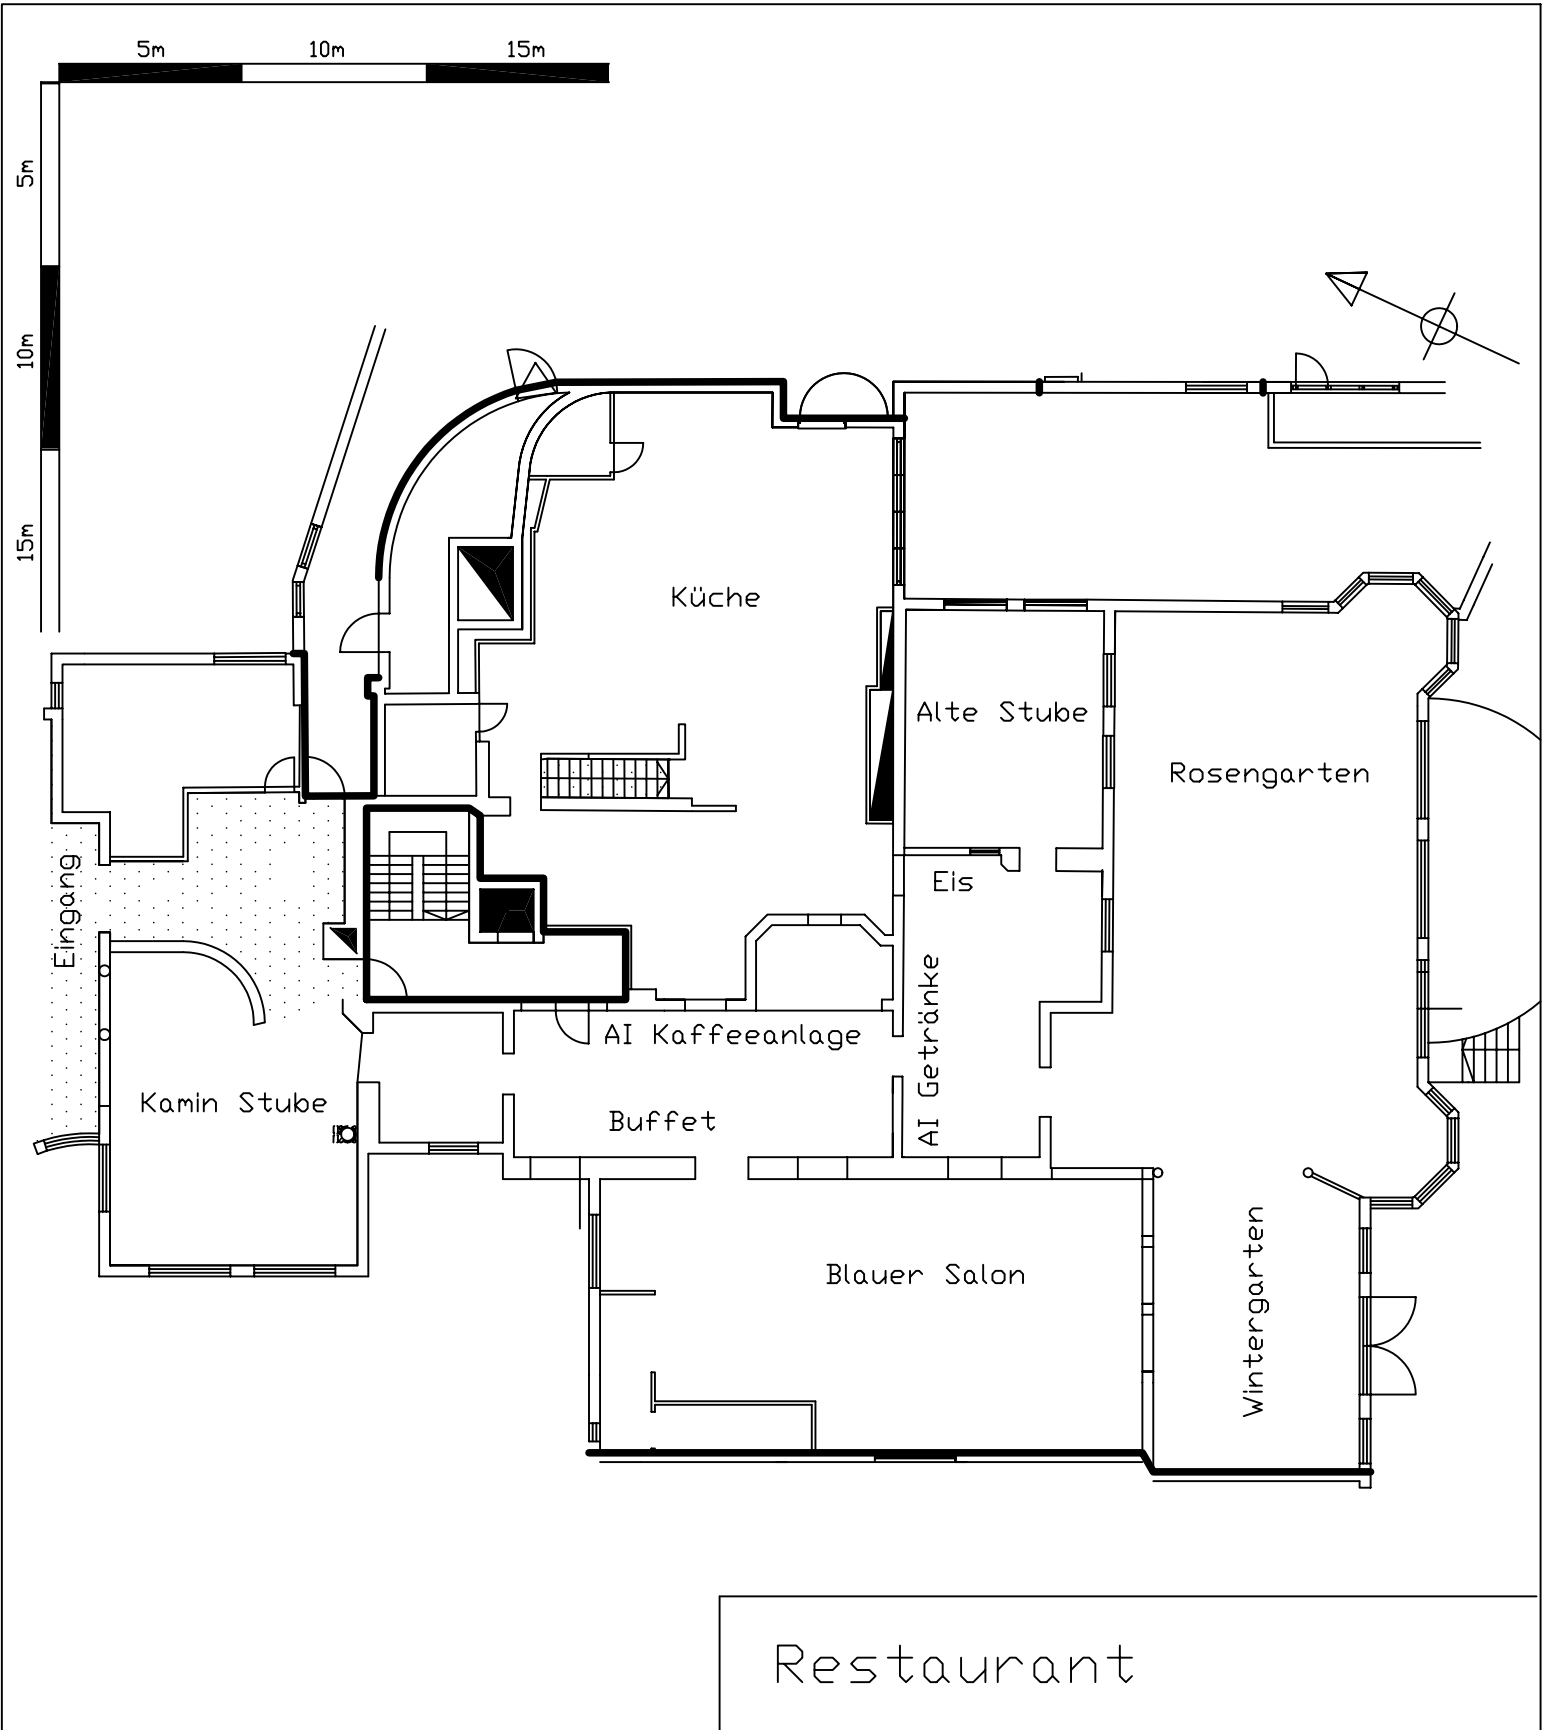 5m 10m 15m
5m
10m
15m
Küche
Alte Stube
Rosengarten
Eis
Eingang
AI Kaffeeanlage
AI Getränke
Kamin Stube
Buffet
Blauer Salon
Wintergarten
Restaurant